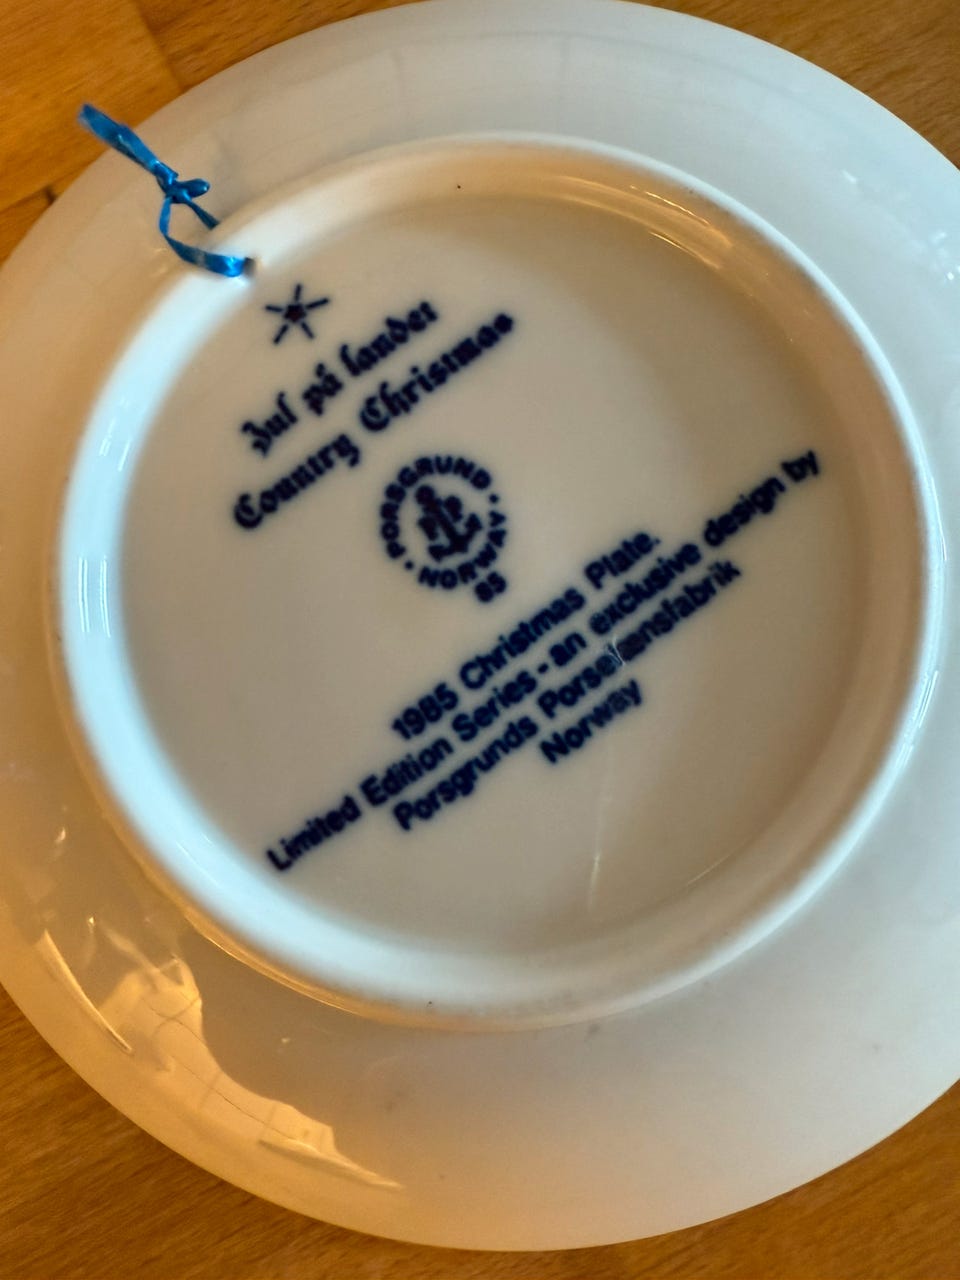 Jul på landet
Country Christmas
PORSGRUND
NORWAY
85
1985 Christmas Plate.
Limited Edition Series - an exclusive design by
Porsgrunds Porselensfabrik
Norway